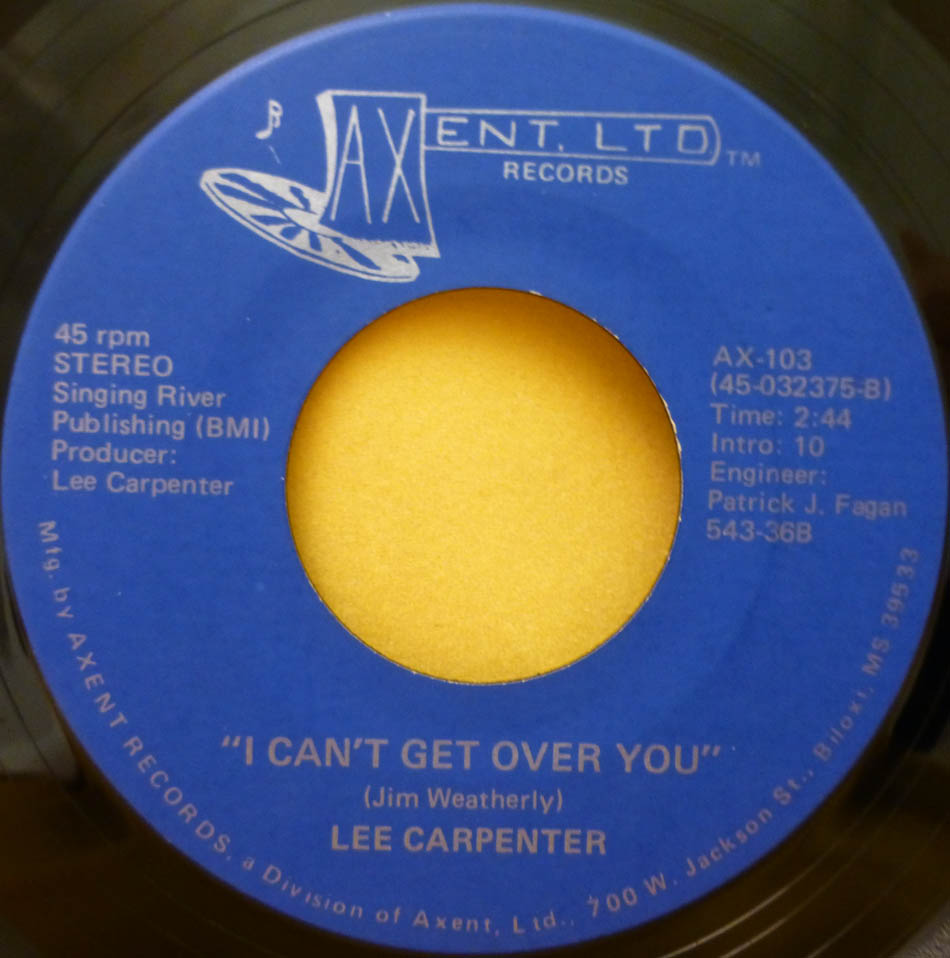 AXENT, LTD TM
RECORDS
45 rpm
STEREO
Singing River
Publishing (BMI)
Producer:
Lee Carpenter
AX-103
(45-032375-B)
Time: 2:44
Intro: 10
Engineer:
Patrick J. Fagan
543-36B
"I CAN'T GET OVER YOU"
(Jim Weatherly)
LEE CARPENTER
Mfg. by AXENT RECORDS, a Division of Axent, Ltd., 700 W. Jackson St., Biloxi, MS 39533